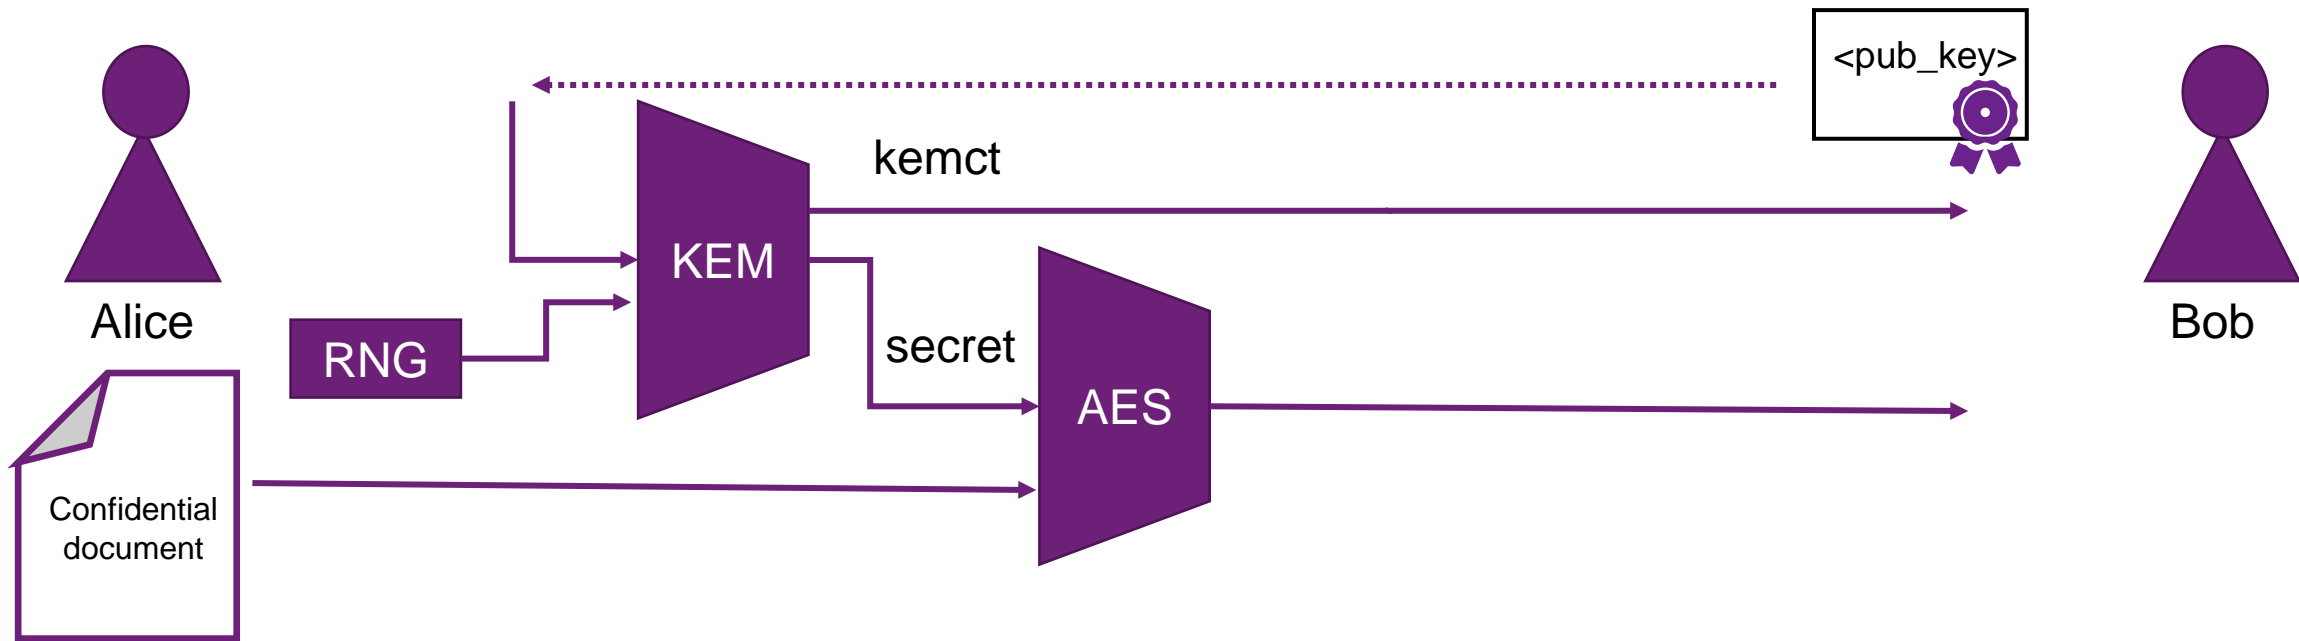 <pub_key>
kemct
KEM
Alice
Bob
RNG
secret
AES
Confidential
document